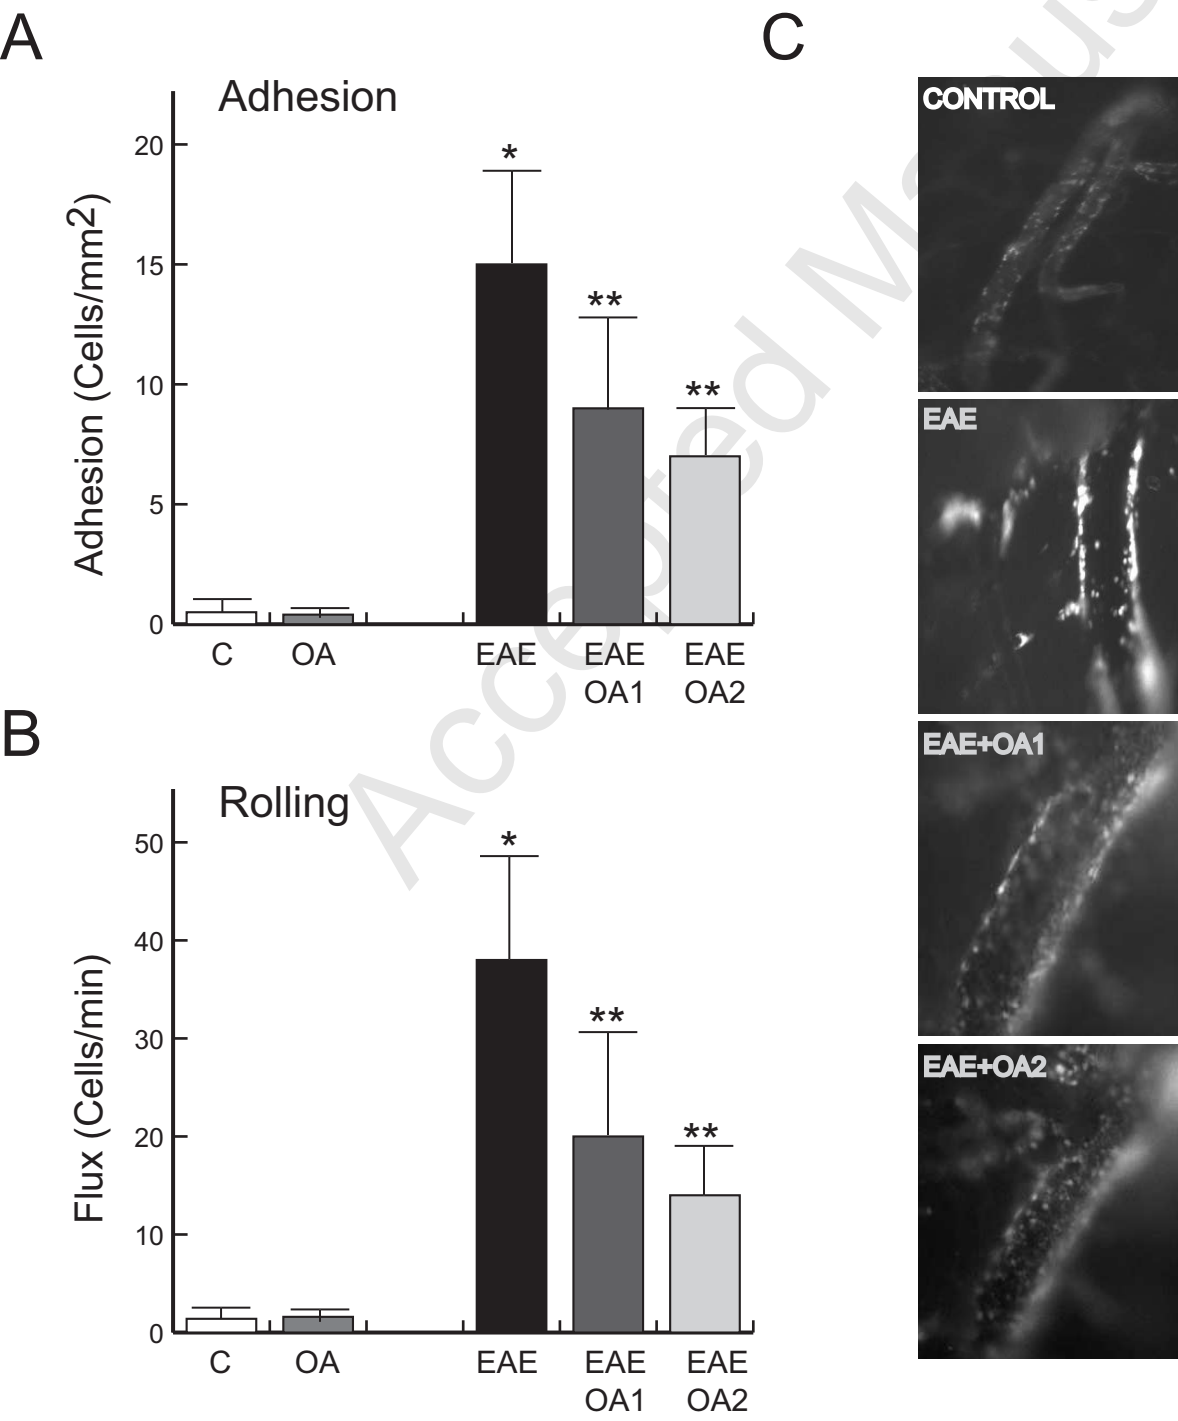 A
Adhesion
Adhesion (Cells/mm2)
20
15
10
5
0
*
**
**
C
OA
EAE
EAE
OA1
EAE
OA2
B
Rolling
Flux (Cells/min)
50
40
30
20
10
0
*
**
**
C
OA
EAE
EAE
OA1
EAE
OA2
C
CONTROL
EAE
EAE+OA1
EAE+OA2
Accepted